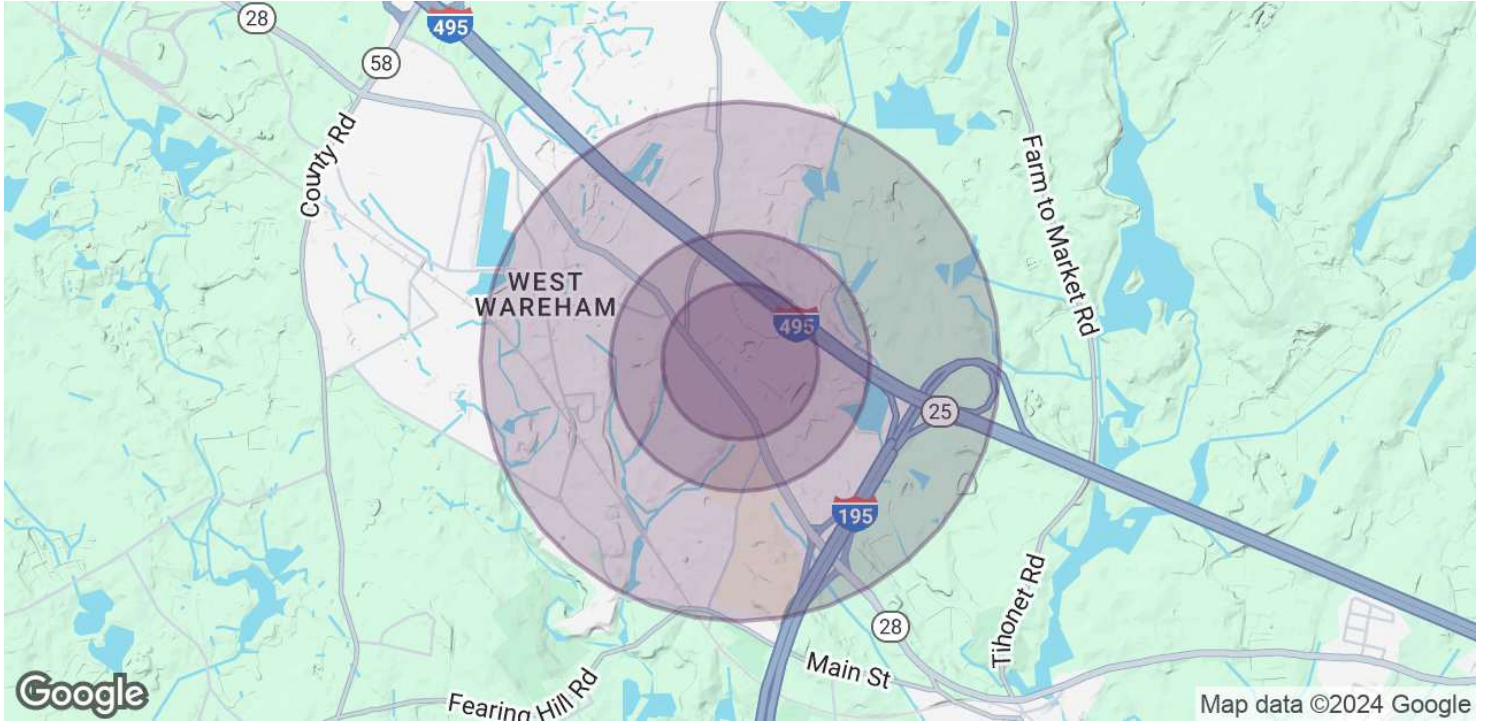 28
495
58
County Rd
Farm to Market Rd
WEST
WAREHAM
495
25
195
28
Tihonet Rd
Main St
Fearing Hill Rd
Google
Map data ©2024 Google